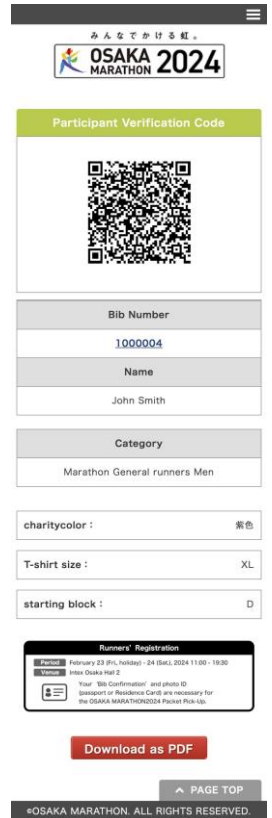 みんなでかける虹。
OSAKA
MARATHON 2024
Participant Verification Code
Bib Number
1000004
Name
John Smith
Category
Marathon General runners Men
charitycolor： 紫色
T-shirt size： XL
starting block： D
Runners' Registration
Period February 23 (Fri, holiday) - 24 (Sat.), 2024 11:00 - 19:30
Venue Intex Osaka Hall 2
Your 'Bib Confirmation' and photo ID
(passport or Residence Card) are necessary for
the OSAKA MARATHON2024 Packet Pick-Up.
Download as PDF
PAGE TOP
©OSAKA MARATHON. ALL RIGHTS RESERVED.